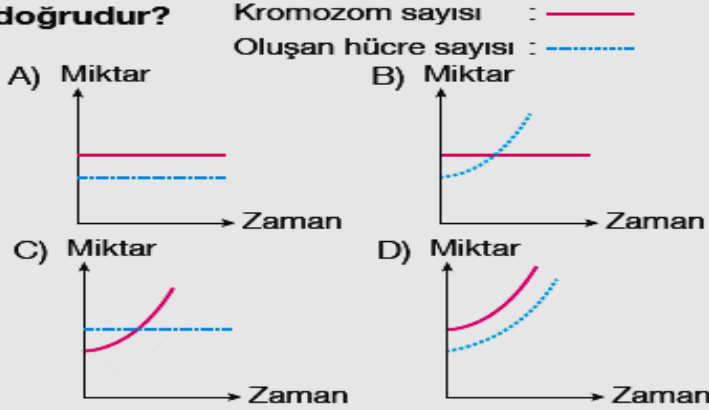 doğrudur?
Kromozom sayısı :
Oluşan hücre sayısı :
A) Miktar
Zaman
B) Miktar
Zaman
C) Miktar
Zaman
D) Miktar
Zaman